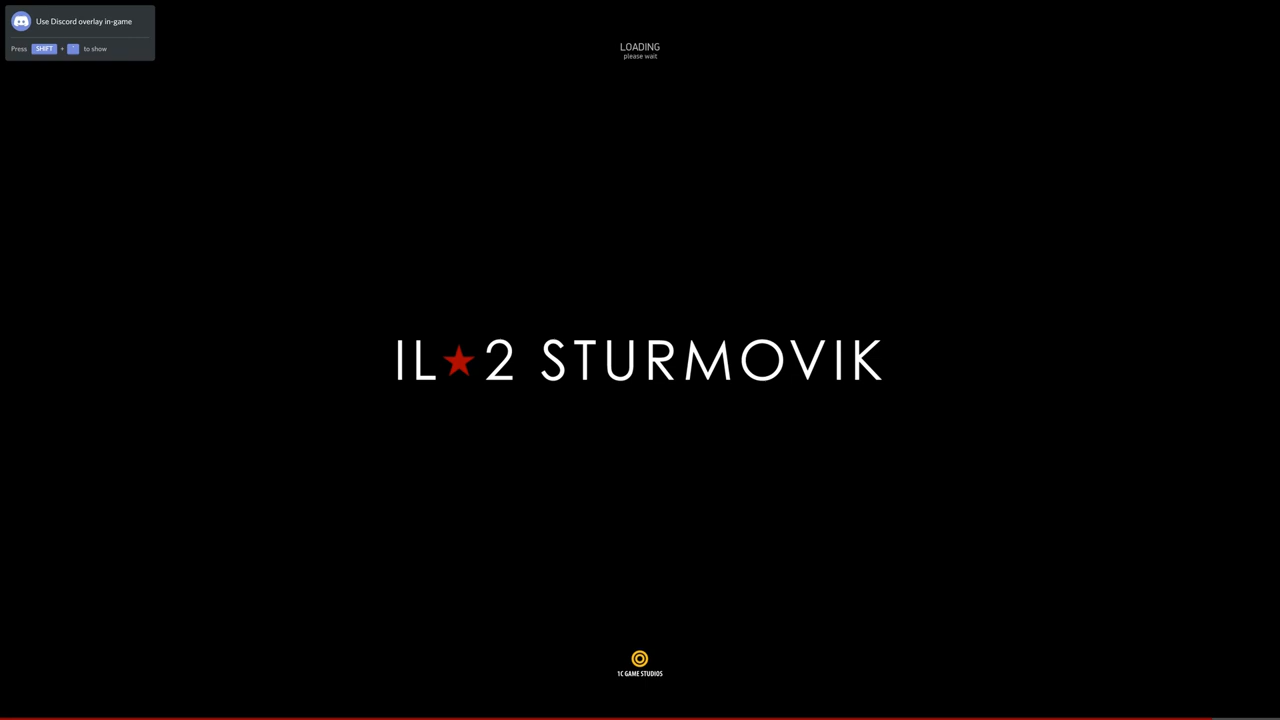 Use Discord overlay in-game
Press SHIFT + ` to show
LOADING
please wait
IL★2 STURMOVIK
1C GAME STUDIOS